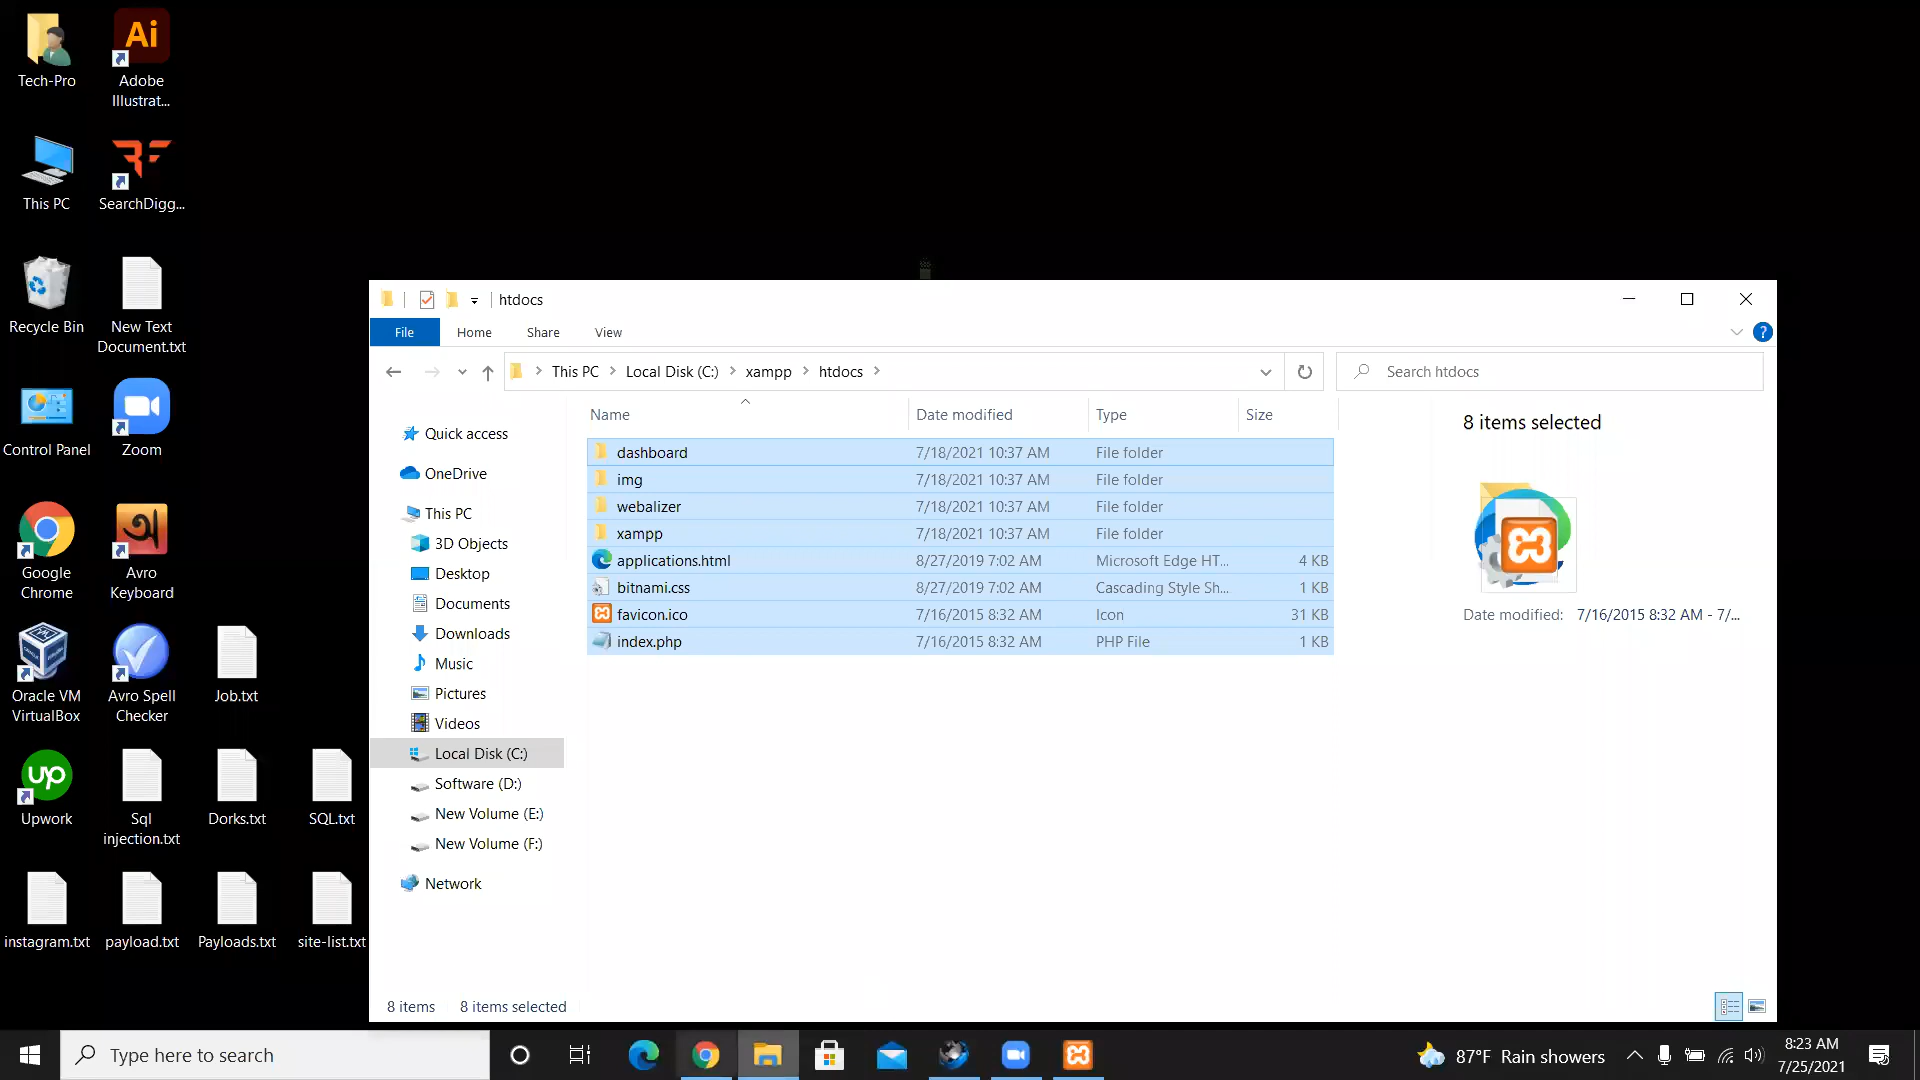 Tech-Pro
Adobe
Illustrat...
This PC
SearchDigg...
Recycle Bin
New Text
Document.txt
Control Panel
Zoom
Google
Chrome
Avro
Keyboard
Oracle VM
VirtualBox
Avro Spell
Checker
Job.txt
Upwork
Sql
injection.txt
Dorks.txt
SQL.txt
instagram.txt
payload.txt
Payloads.txt
site-list.txt
htdocs
File Home Share View
This PC Local Disk (C:) xampp htdocs
Search htdocs
Quick access
OneDrive
This PC
3D Objects
Desktop
Documents
Downloads
Music
Pictures
Videos
Local Disk (C:)
Software (D:)
New Volume (E:)
New Volume (F:)
Network
Name Date modified Type Size
dashboard 7/18/2021 10:37 AM File folder
img 7/18/2021 10:37 AM File folder
webalizer 7/18/2021 10:37 AM File folder
xampp 7/18/2021 10:37 AM File folder
applications.html 8/27/2019 7:02 AM Microsoft Edge HT... 4 KB
bitnami.css 8/27/2019 7:02 AM Cascading Style Sh... 1 KB
favicon.ico 7/16/2015 8:32 AM Icon 31 KB
index.php 7/16/2015 8:32 AM PHP File 1 KB
8 items selected
Date modified: 7/16/2015 8:32 AM - 7/...
8 items 8 items selected
Type here to search
87°F Rain showers
8:23 AM
7/25/2021